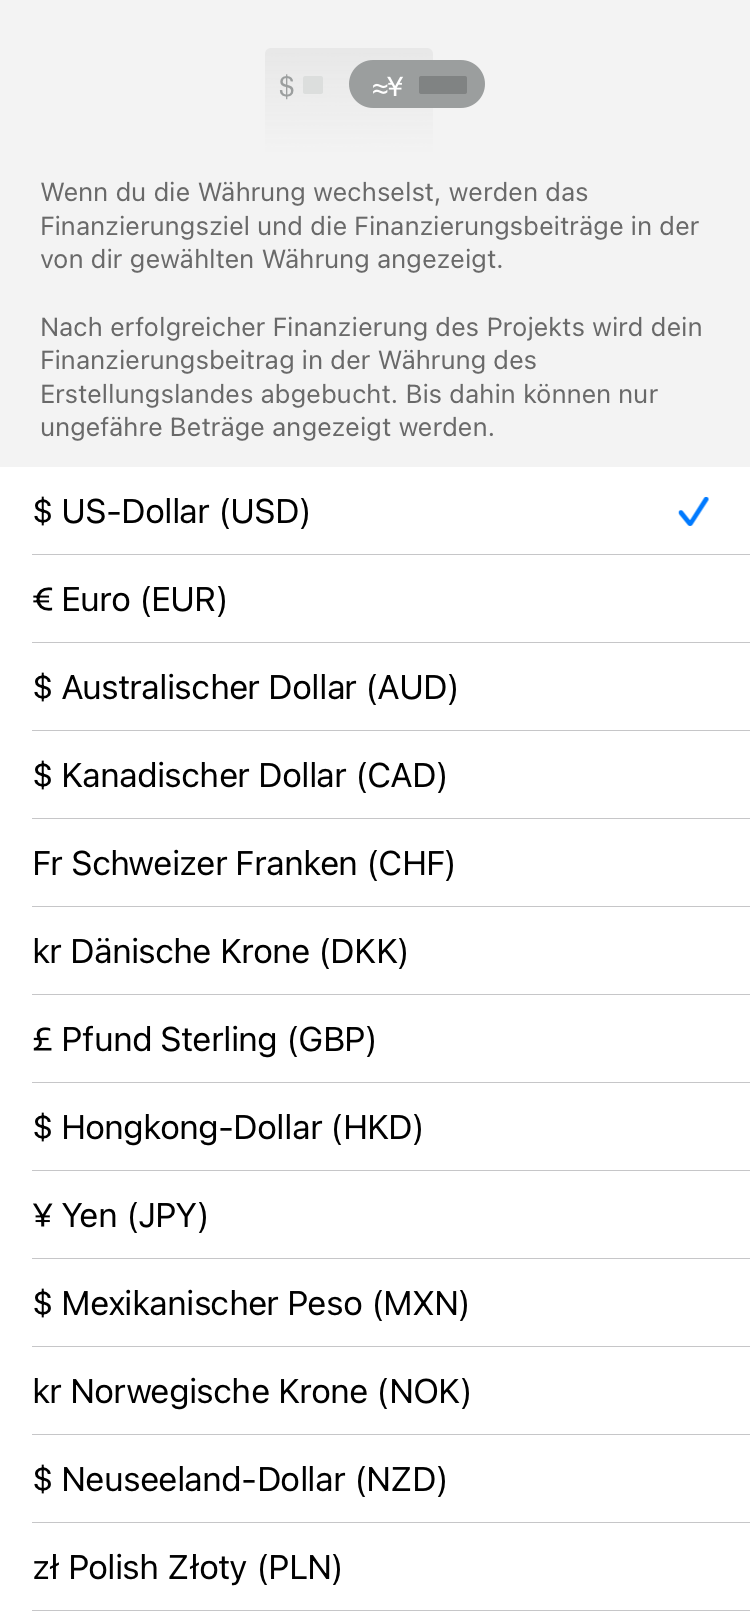 $ ≈¥
Wenn du die Währung wechselst, werden das
Finanzierungsziel und die Finanzierungsbeiträge in der
von dir gewählten Währung angezeigt.
Nach erfolgreicher Finanzierung des Projekts wird dein
Finanzierungsbeitrag in der Währung des
Erstellungslandes abgebucht. Bis dahin können nur
ungefähre Beträge angezeigt werden.
$ US-Dollar (USD)
€ Euro (EUR)
$ Australischer Dollar (AUD)
$ Kanadischer Dollar (CAD)
Fr Schweizer Franken (CHF)
kr Dänische Krone (DKK)
£ Pfund Sterling (GBP)
$ Hongkong-Dollar (HKD)
¥ Yen (JPY)
$ Mexikanischer Peso (MXN)
kr Norwegische Krone (NOK)
$ Neuseeland-Dollar (NZD)
zł Polish Złoty (PLN)